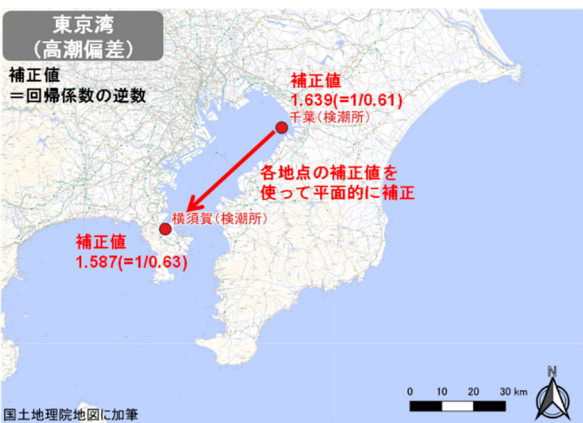 東京湾
（高潮偏差）
補正値
＝回帰係数の逆数
補正値
1.639(=1/0.61)
千葉（検潮所）
各地点の補正値を
使って平面的に補正
横須賀（検潮所）
補正値
1.587(=1/0.63)
N
0 10 20 30 km
国土地理院地図に加筆